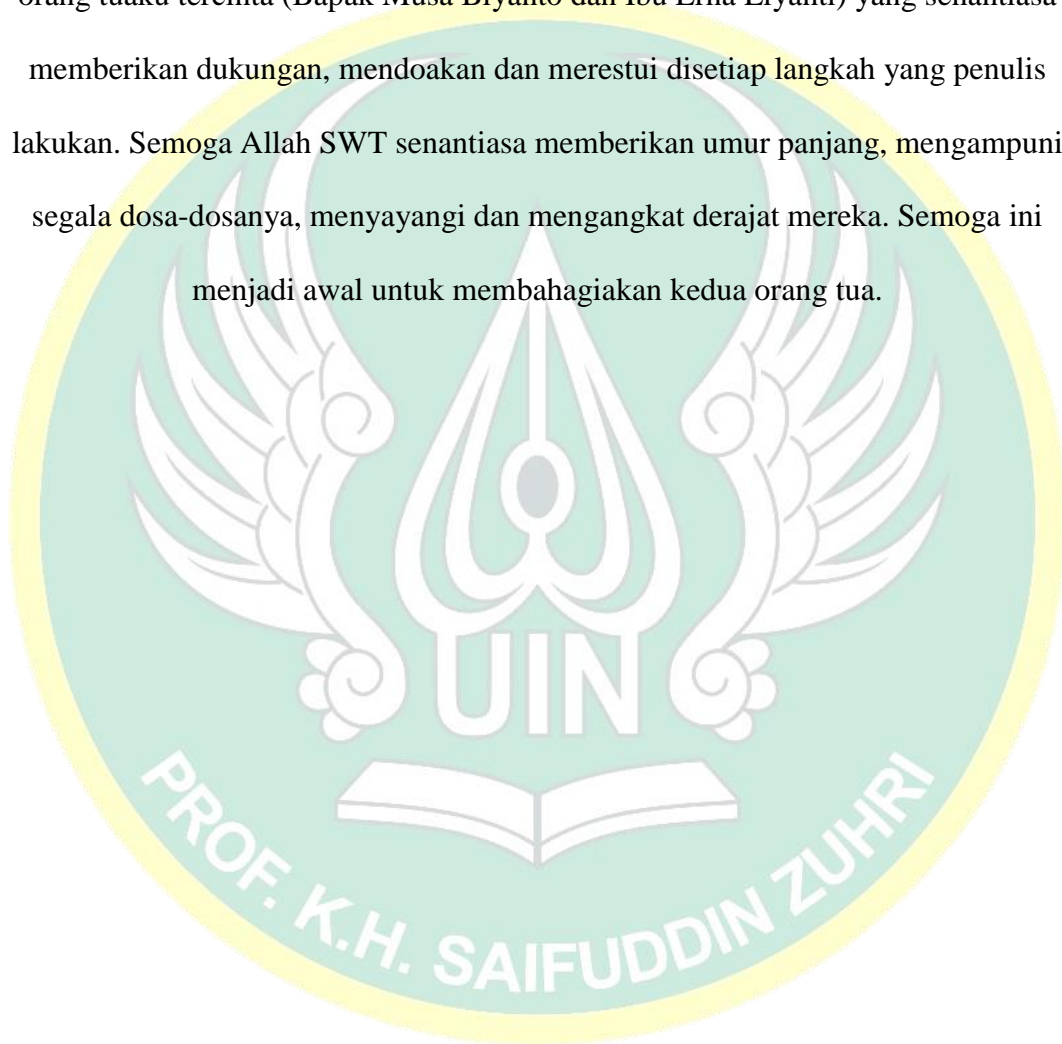 orang tuaku tercinta (Bapak Musa Biyanto dan Ibu Erna Elyanti) yang senantiasa
memberikan dukungan, mendoakan dan merestui disetiap langkah yang penulis
lakukan. Semoga Allah SWT senantiasa memberikan umur panjang, mengampuni
segala dosa-dosanya, menyayangi dan mengangkat derajat mereka. Semoga ini
menjadi awal untuk membahagiakan kedua orang tua.
UIN
PROF. K.H. SAIFUDDIN ZUHRI